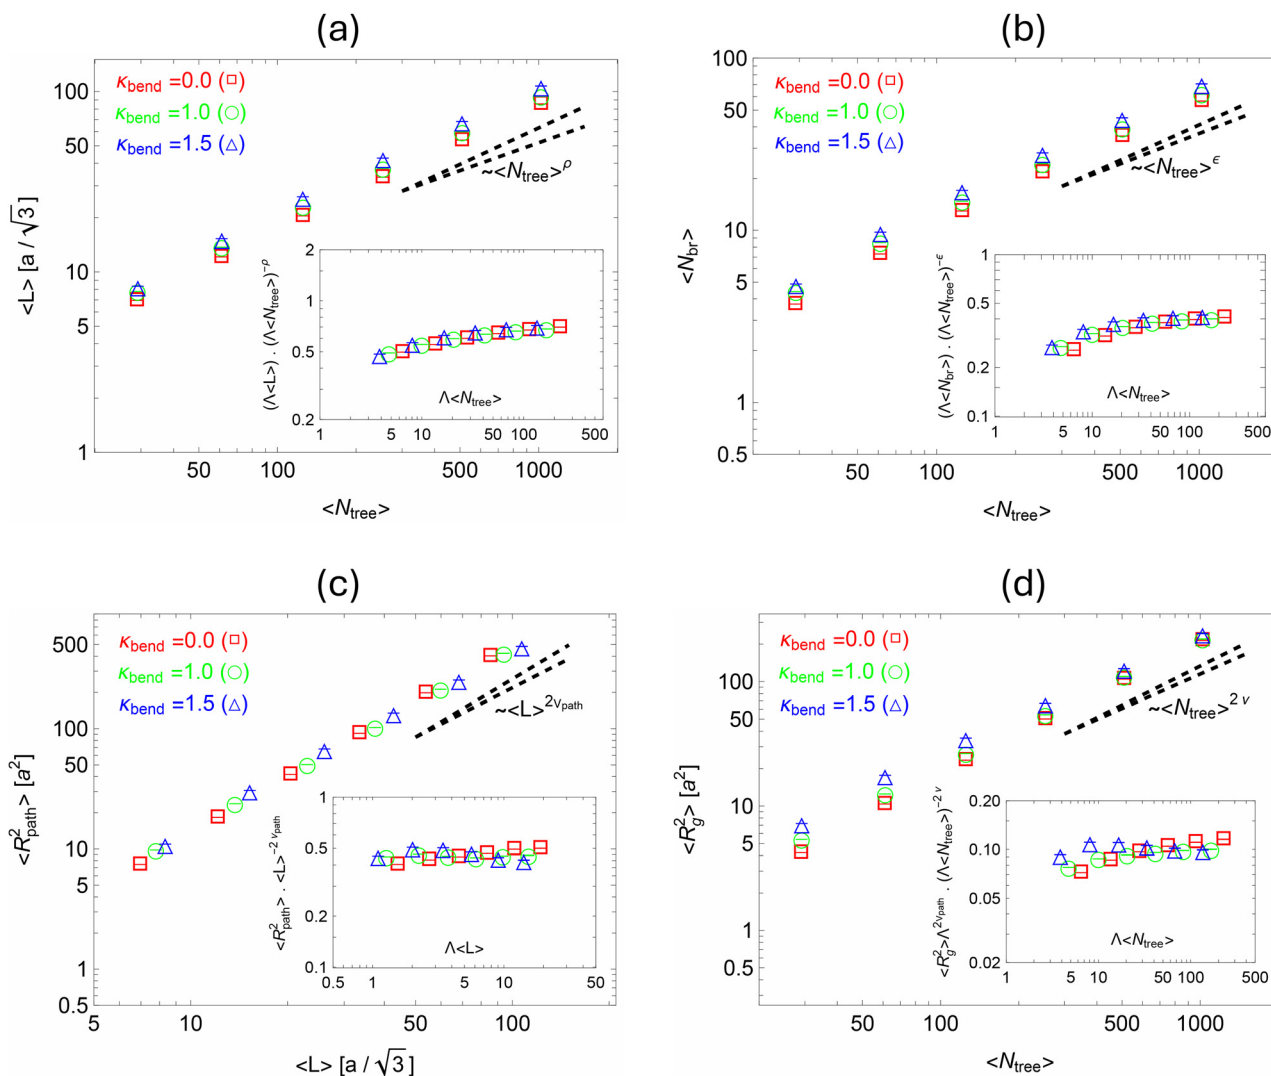 (a)
κbend =0.0 (□)
κbend =1.0 (○)
κbend =1.5 (△)
100
50
10
5
1
<L> [a / √3]
~<Ntree>^ρ
2
1
0.5
0.2
(Λ<L>) . (Λ<Ntree>)^-ρ
Λ<Ntree>
1 5 10 50 100 500
50 100 500 1000
<Ntree>
(b)
κbend =0.0 (□)
κbend =1.0 (○)
κbend =1.5 (△)
100
50
10
5
1
0.5
<Nbr>
~<Ntree>^ϵ
1
0.4
0.1
(Λ<Nbr>) . (Λ<Ntree>)^-ϵ
Λ<Ntree>
1 5 10 50 100 500
50 100 500 1000
<Ntree>
(c)
κbend =0.0 (□)
κbend =1.0 (○)
κbend =1.5 (△)
500
100
50
10
5
1
0.5
<R²path> [a²]
~<L>^2νpath
1
0.5
0.2
0.1
<R²path> . <L>^-2νpath
Λ<L>
0.5 1 5 10 50
5 10 50 100
<L> [a / √3]
(d)
κbend =0.0 (□)
κbend =1.0 (○)
κbend =1.5 (△)
100
50
10
5
1
0.5
<R²g> [a²]
~<Ntree>^2ν
0.20
0.10
0.05
0.02
<R²g>Λ^2νpath . (Λ<Ntree>)^-2ν
Λ<Ntree>
1 5 10 50 100 500
50 100 500 1000
<Ntree>